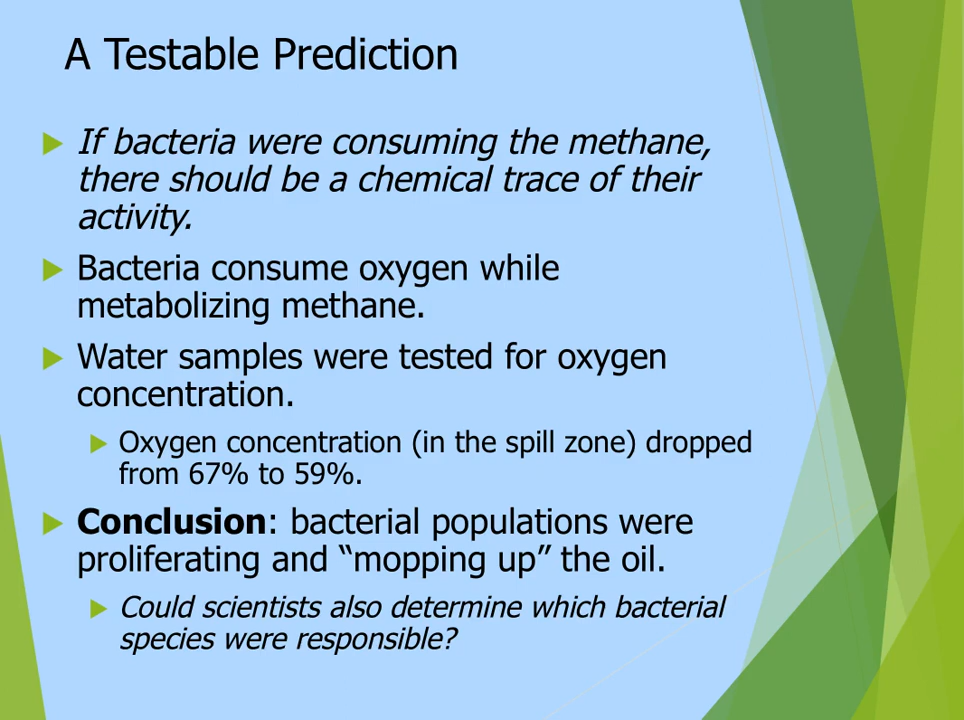 A Testable Prediction
If bacteria were consuming the methane,
there should be a chemical trace of their
activity.
Bacteria consume oxygen while
metabolizing methane.
Water samples were tested for oxygen
concentration.
Oxygen concentration (in the spill zone) dropped
from 67% to 59%.
Conclusion: bacterial populations were
proliferating and “mopping up” the oil.
Could scientists also determine which bacterial
species were responsible?